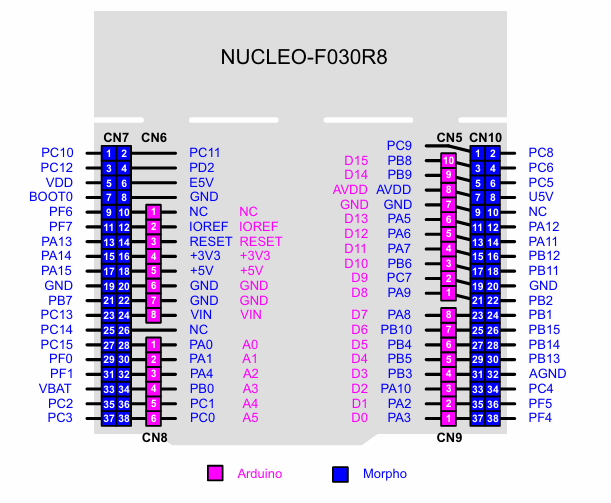 NUCLEO-F030R8
CN7 CN6 CN5 CN10
PC9
PC10 1 2 PC11 D15 PB8 10 1 2 PC8
PC12 3 4 PD2 D14 PB9 9 3 4 PC6
VDD 5 6 E5V AVDD AVDD 8 5 6 PC5
BOOT0 7 8 GND GND GND 7 7 8 U5V
PF6 9 10 1 NC NC D13 PA5 6 9 10 NC
PF7 11 12 2 IOREF IOREF D12 PA6 5 11 12 PA12
PA13 13 14 3 RESET RESET D11 PA7 4 13 14 PA11
PA14 15 16 4 +3V3 +3V3 D10 PB6 3 15 16 PB12
PA15 17 18 5 +5V +5V D9 PC7 2 17 18 PB11
GND 19 20 6 GND GND D8 PA9 1 19 20 GND
PB7 21 22 7 GND GND 21 22 PB2
PC13 23 24 8 VIN VIN D7 PA8 8 23 24 PB1
PC14 25 26 NC D6 PB10 7 25 26 PB15
PC15 27 28 1 PA0 A0 D5 PB4 6 27 28 PB14
PF0 29 30 2 PA1 A1 D4 PB5 5 29 30 PB13
PF1 31 32 3 PA4 A2 D3 PB3 4 31 32 AGND
VBAT 33 34 4 PB0 A3 D2 PA10 3 33 34 PC4
PC2 35 36 5 PC1 A4 D1 PA2 2 35 36 PF5
PC3 37 38 6 PC0 A5 D0 PA3 1 37 38 PF4
CN8 CN9
Arduino Morpho